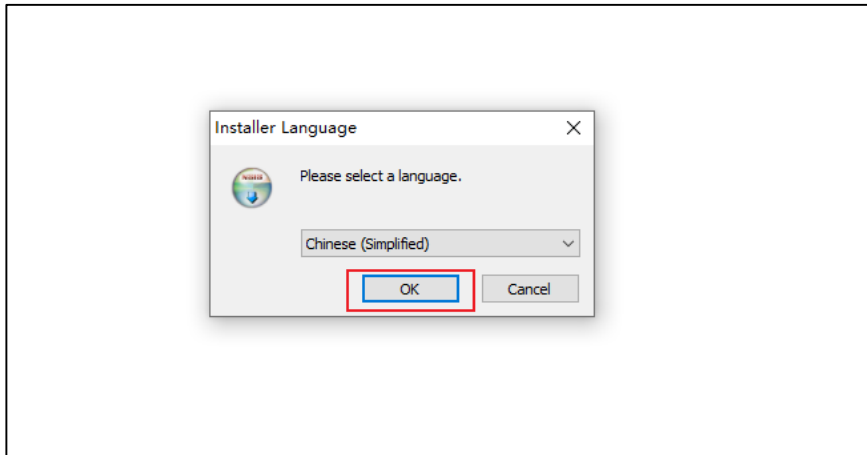 Installer Language
Please select a language.
Chinese (Simplified)
OK
Cancel